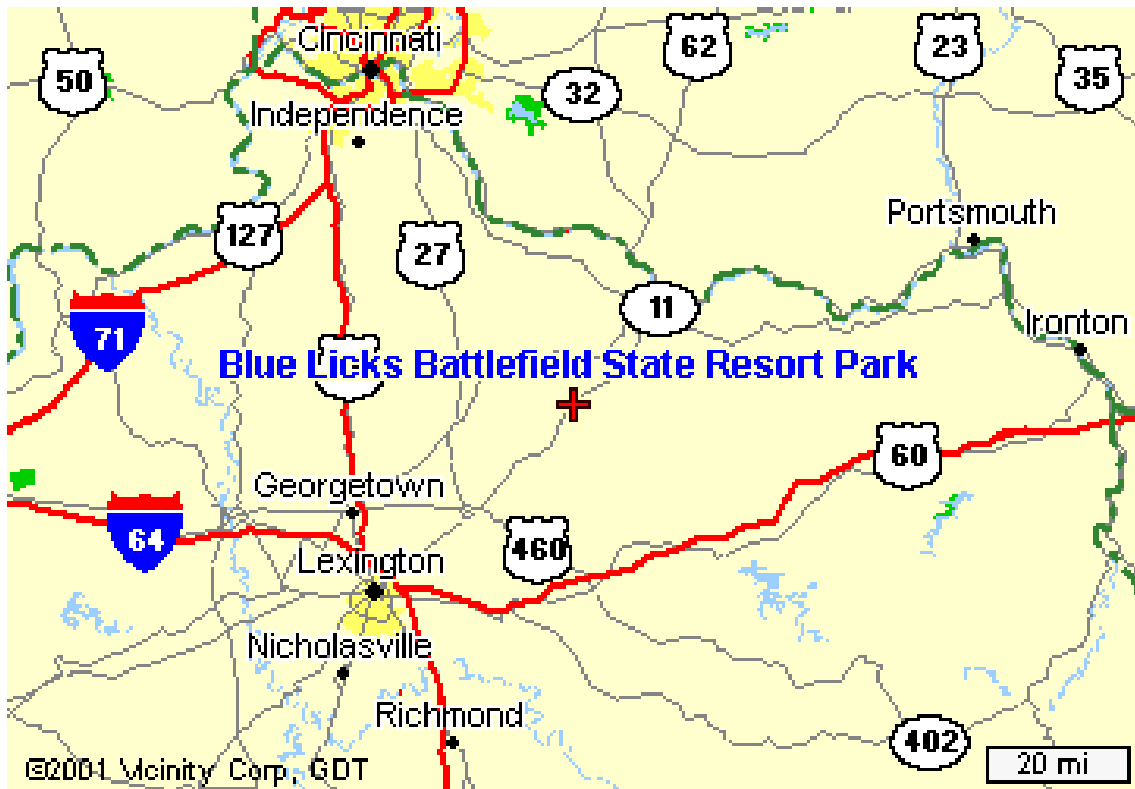 Cincinnati
62
23
50
35
32
Independence
Portsmouth
127
27
11
Ironton
71
Blue Licks Battlefield State Resort Park
60
Georgetown
64
460
Lexington
Nicholasville
Richmond
402
©2001 Vicinity Corp, GDT
20 mi